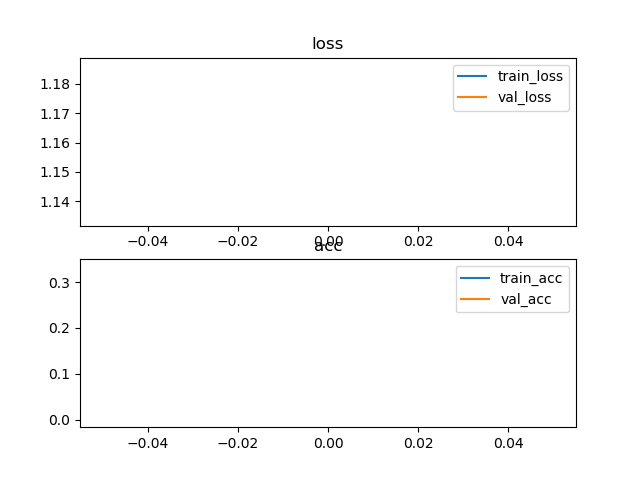 loss
train_loss
val_loss
1.18
1.17
1.16
1.15
1.14
−0.04 −0.02 0.00 0.02 0.04
acc
train_acc
val_acc
0.3
0.2
0.1
0.0
−0.04 −0.02 0.00 0.02 0.04